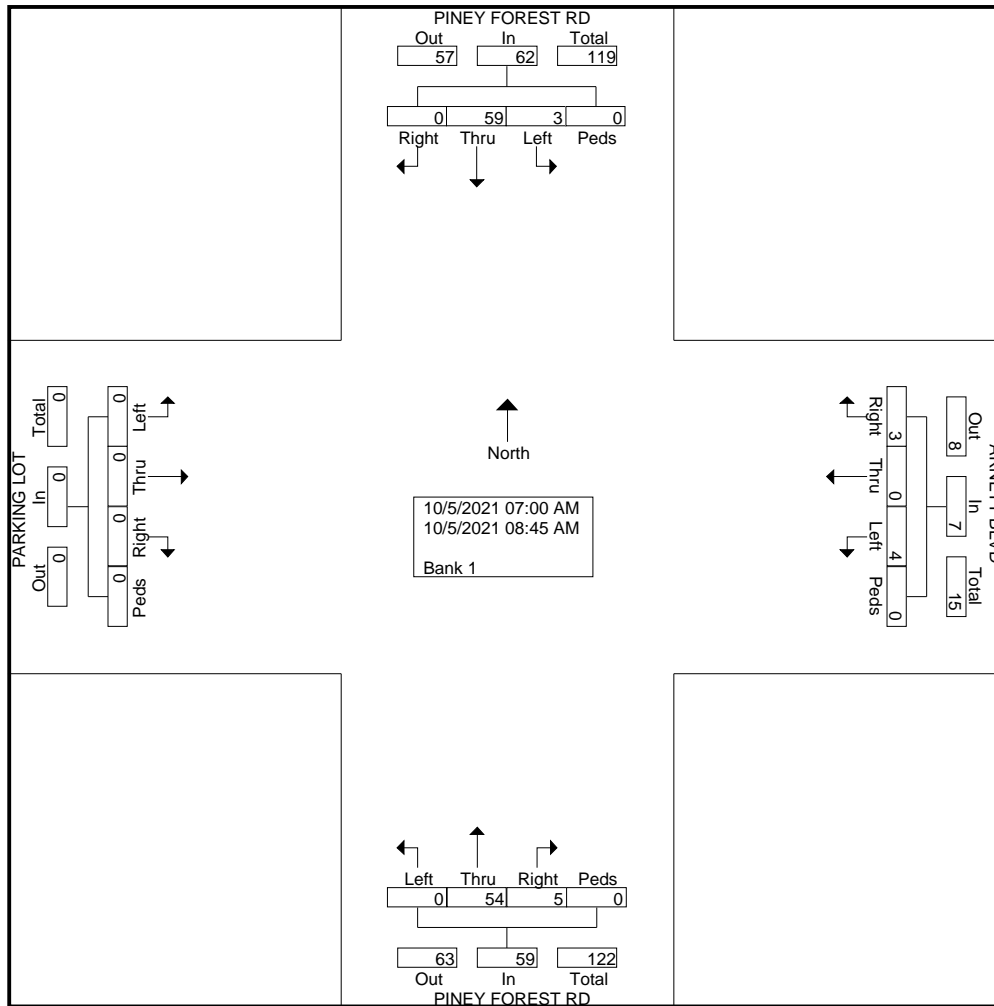 PINEY FOREST RD
Out In Total
57 62 119
0 59 3 0
Right Thru Left Peds
PARKING LOT
Total In Out
0 0 0
0 0 0 0
Left Thru Right Peds
North
10/5/2021 07:00 AM
10/5/2021 08:45 AM
Bank 1
Right Thru Left Peds
3 0 4 0
8 7 15
Out In Total
BLVD
Left Thru Right Peds
0 54 5 0
63 59 122
Out In Total
PINEY FOREST RD